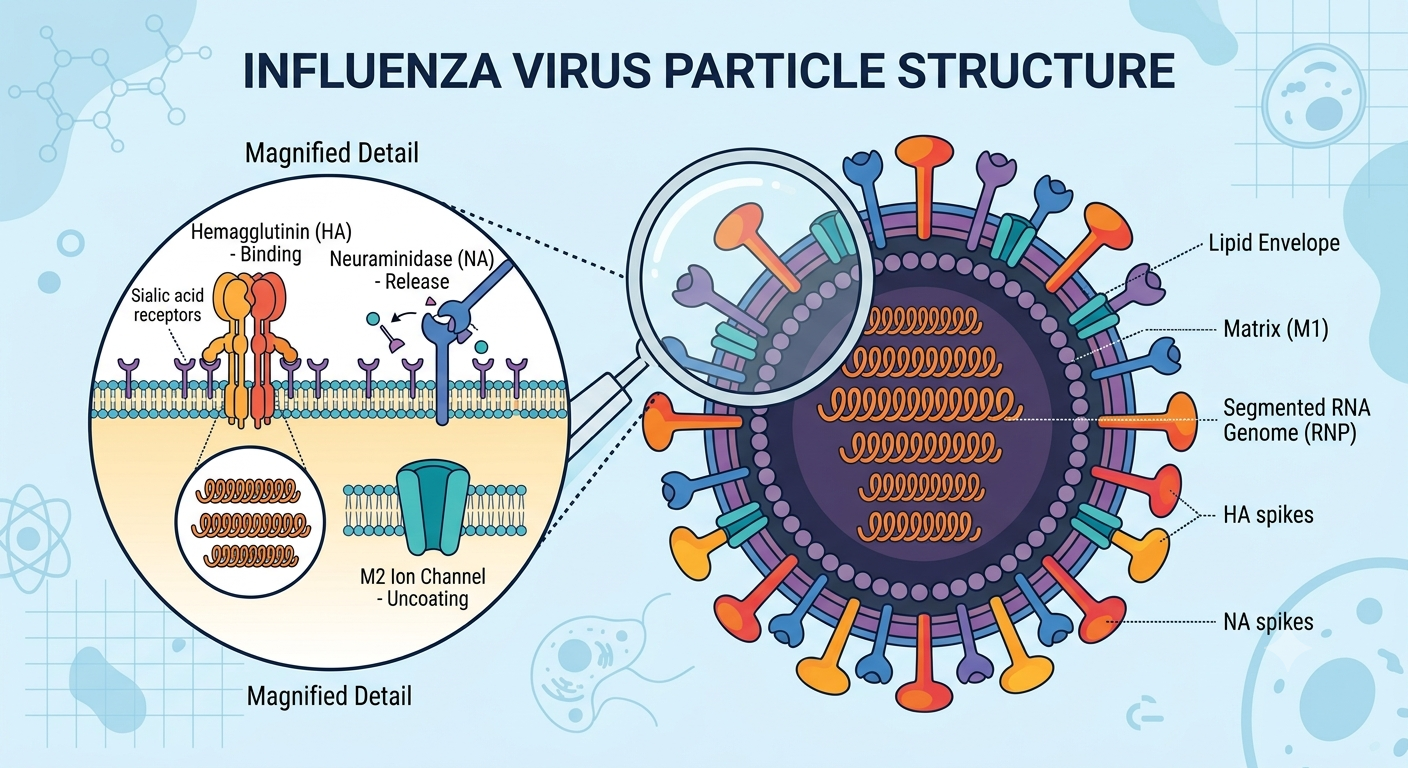 INFLUENZA VIRUS PARTICLE STRUCTURE
Magnified Detail
Hemagglutinin (HA)
- Binding
Neuraminidase (NA)
- Release
Sialic acid
receptors
M2 Ion Channel
- Uncoating
Magnified Detail
Lipid Envelope
Matrix (M1)
Segmented RNA
Genome (RNP)
HA spikes
NA spikes